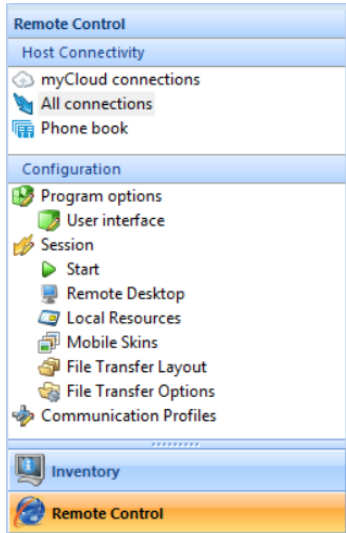 Remote Control
Host Connectivity
myCloud connections
All connections
Phone book
Configuration
Program options
User interface
Session
Start
Remote Desktop
Local Resources
Mobile Skins
File Transfer Layout
File Transfer Options
Communication Profiles
Inventory
Remote Control